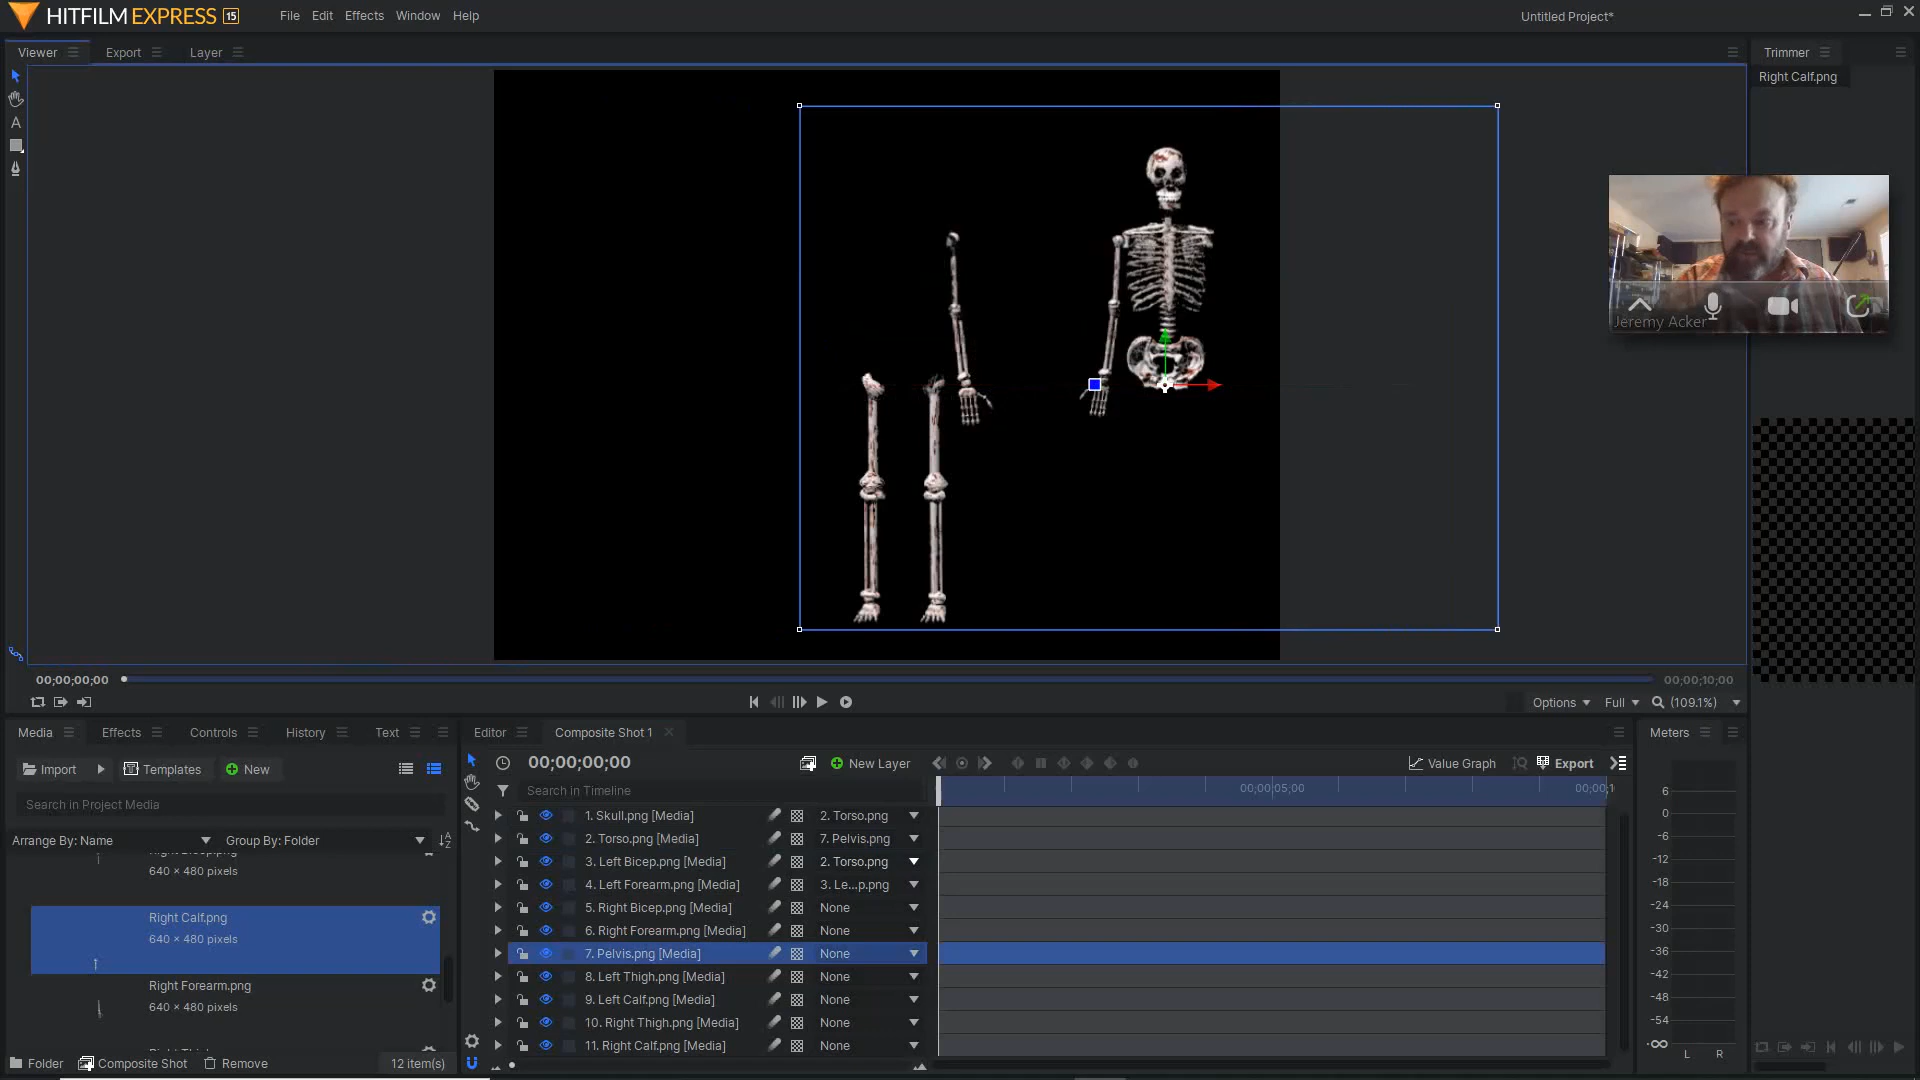 HITFILM EXPRESS 15
File Edit Effects Window Help
Untitled Project*
Viewer Export Layer
Trimmer
Right Calf.png
A
Jeremy Acker
00;00;00;00
00;00;10;00
Options Full (109.1%)
Media Effects Controls History Text
Editor Composite Shot 1
Meters
Import Templates New
00;00;00;00
New Layer
Value Graph Export
Search in Project Media
Search in Timeline
00;00;05;00
Arrange By: Name Group By: Folder
640 × 480 pixels
Right Calf.png
640 × 480 pixels
Right Forearm.png
640 × 480 pixels
Folder Composite Shot Remove 12 item(s)
1. Skull.png [Media] 2. Torso.png
2. Torso.png [Media] 7. Pelvis.png
3. Left Bicep.png [Media] 2. Torso.png
4. Left Forearm.png [Media] 3. Le...p.png
5. Right Bicep.png [Media] None
6. Right Forearm.png [Media] None
7. Pelvis.png [Media] None
8. Left Thigh.png [Media] None
9. Left Calf.png [Media] None
10. Right Thigh.png [Media] None
11. Right Calf.png [Media] None
6
0
-6
-12
-18
-24
-30
-36
-42
-48
-54
-∞
L R